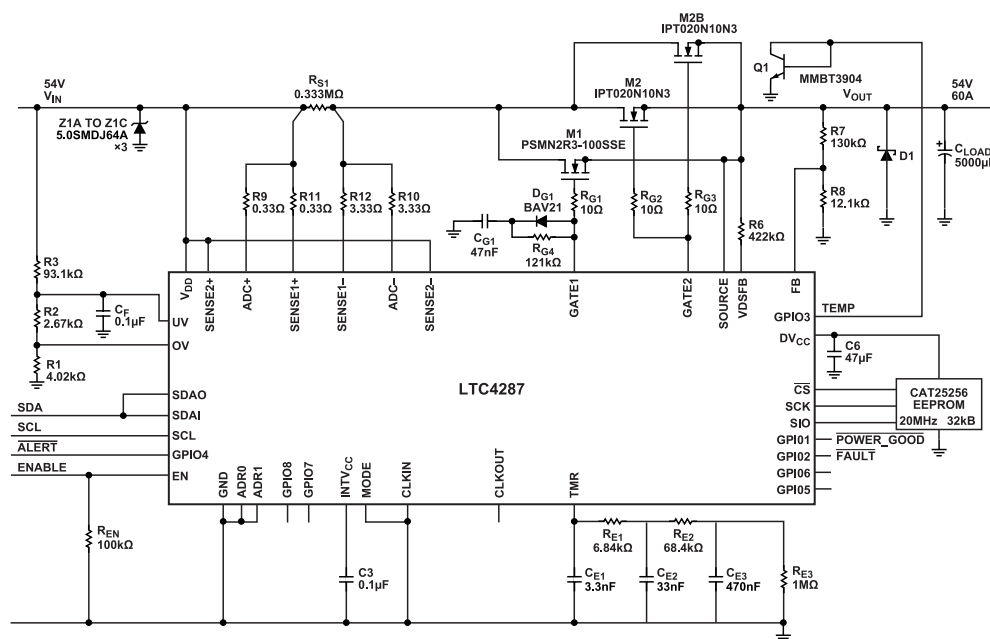 M2B
IPT020N10N3
Q1
MMBT3904
54V
VIN
RS1
0.333MΩ
M2
IPT020N10N3
VOUT
54V
60A
Z1A TO Z1C
5.0SMDJ64A
×3
M1
PSMN2R3-100SSE
R7
130kΩ
D1
CLOAD
5000µF
+
R9
0.33Ω
R11
0.33Ω
R12
3.33Ω
R10
3.33Ω
DG1
BAV21
RG1
10Ω
RG2
10Ω
RG3
10Ω
R8
12.1kΩ
CG1
47nF
RG4
121kΩ
R6
422kΩ
R3
93.1kΩ
R2
2.67kΩ
CF
0.1µF
R1
4.02kΩ
VDD
SENSE2+
ADC+
SENSE1+
SENSE1-
ADC-
SENSE2-
GATE1
GATE2
SOURCE
VDSFB
FB
TEMP
GPIO3
UV
OV
DVCC
C6
47µF
LTC4287
SDAO
SDA
SDAI
SCL
SCL
ALERT
GPIO4
ENABLE
EN
CS
SCK
SIO
CAT25256
EEPROM
20MHz 32kB
GPI01
POWER_GOOD
GPI02
FAULT
GPI06
GPI05
GND
ADR0
ADR1
GPIO8
GPIO7
INTVCC
MODE
CLKIN
CLKOUT
TMR
REN
100kΩ
C3
0.1µF
RE1
6.84kΩ
RE2
68.4kΩ
CE1
3.3nF
CE2
33nF
CE3
470nF
RE3
1MΩ